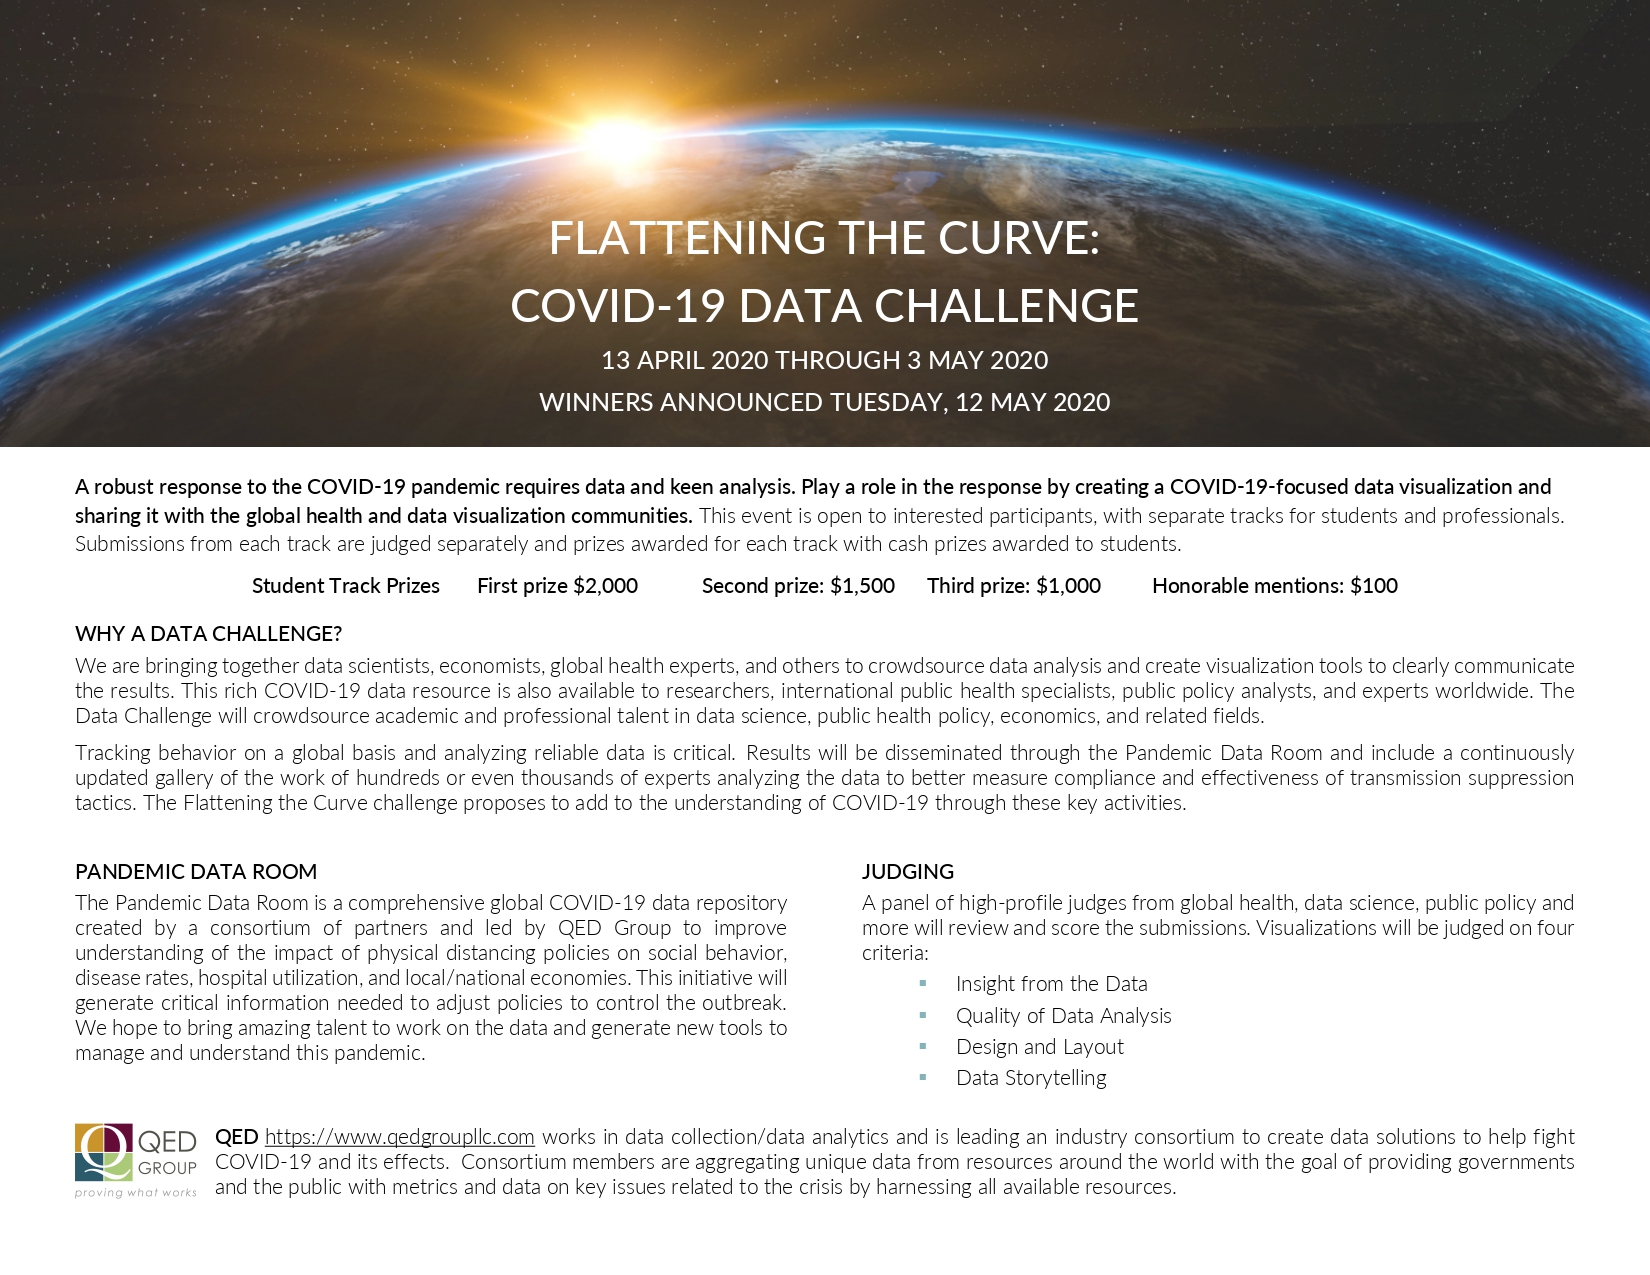 FLATTENING THE CURVE:
COVID-19 DATA CHALLENGE
13 APRIL 2020 THROUGH 3 MAY 2020
WINNERS ANNOUNCED TUESDAY, 12 MAY 2020
A robust response to the COVID-19 pandemic requires data and keen analysis. Play a role in the response by creating a COVID-19-focused data visualization and
sharing it with the global health and data visualization communities. This event is open to interested participants, with separate tracks for students and professionals.
Submissions from each track are judged separately and prizes awarded for each track with cash prizes awarded to students.
Student Track Prizes First prize $2,000 Second prize: $1,500 Third prize: $1,000 Honorable mentions: $100
WHY A DATA CHALLENGE?
We are bringing together data scientists, economists, global health experts, and others to crowdsource data analysis and create visualization tools to clearly communicate
the results. This rich COVID-19 data resource is also available to researchers, international public health specialists, public policy analysts, and experts worldwide. The
Data Challenge will crowdsource academic and professional talent in data science, public health policy, economics, and related fields.
Tracking behavior on a global basis and analyzing reliable data is critical. Results will be disseminated through the Pandemic Data Room and include a continuously
updated gallery of the work of hundreds or even thousands of experts analyzing the data to better measure compliance and effectiveness of transmission suppression
tactics. The Flattening the Curve challenge proposes to add to the understanding of COVID-19 through these key activities.
PANDEMIC DATA ROOM
The Pandemic Data Room is a comprehensive global COVID-19 data repository
created by a consortium of partners and led by QED Group to improve
understanding of the impact of physical distancing policies on social behavior,
disease rates, hospital utilization, and local/national economies. This initiative will
generate critical information needed to adjust policies to control the outbreak.
We hope to bring amazing talent to work on the data and generate new tools to
manage and understand this pandemic.
JUDGING
A panel of high-profile judges from global health, data science, public policy and
more will review and score the submissions. Visualizations will be judged on four
criteria:
▪ Insight from the Data
▪ Quality of Data Analysis
▪ Design and Layout
▪ Data Storytelling
QED
GROUP
proving what works
QED https://www.qedgroupllc.com works in data collection/data analytics and is leading an industry consortium to create data solutions to help fight
COVID-19 and its effects. Consortium members are aggregating unique data from resources around the world with the goal of providing governments
and the public with metrics and data on key issues related to the crisis by harnessing all available resources.